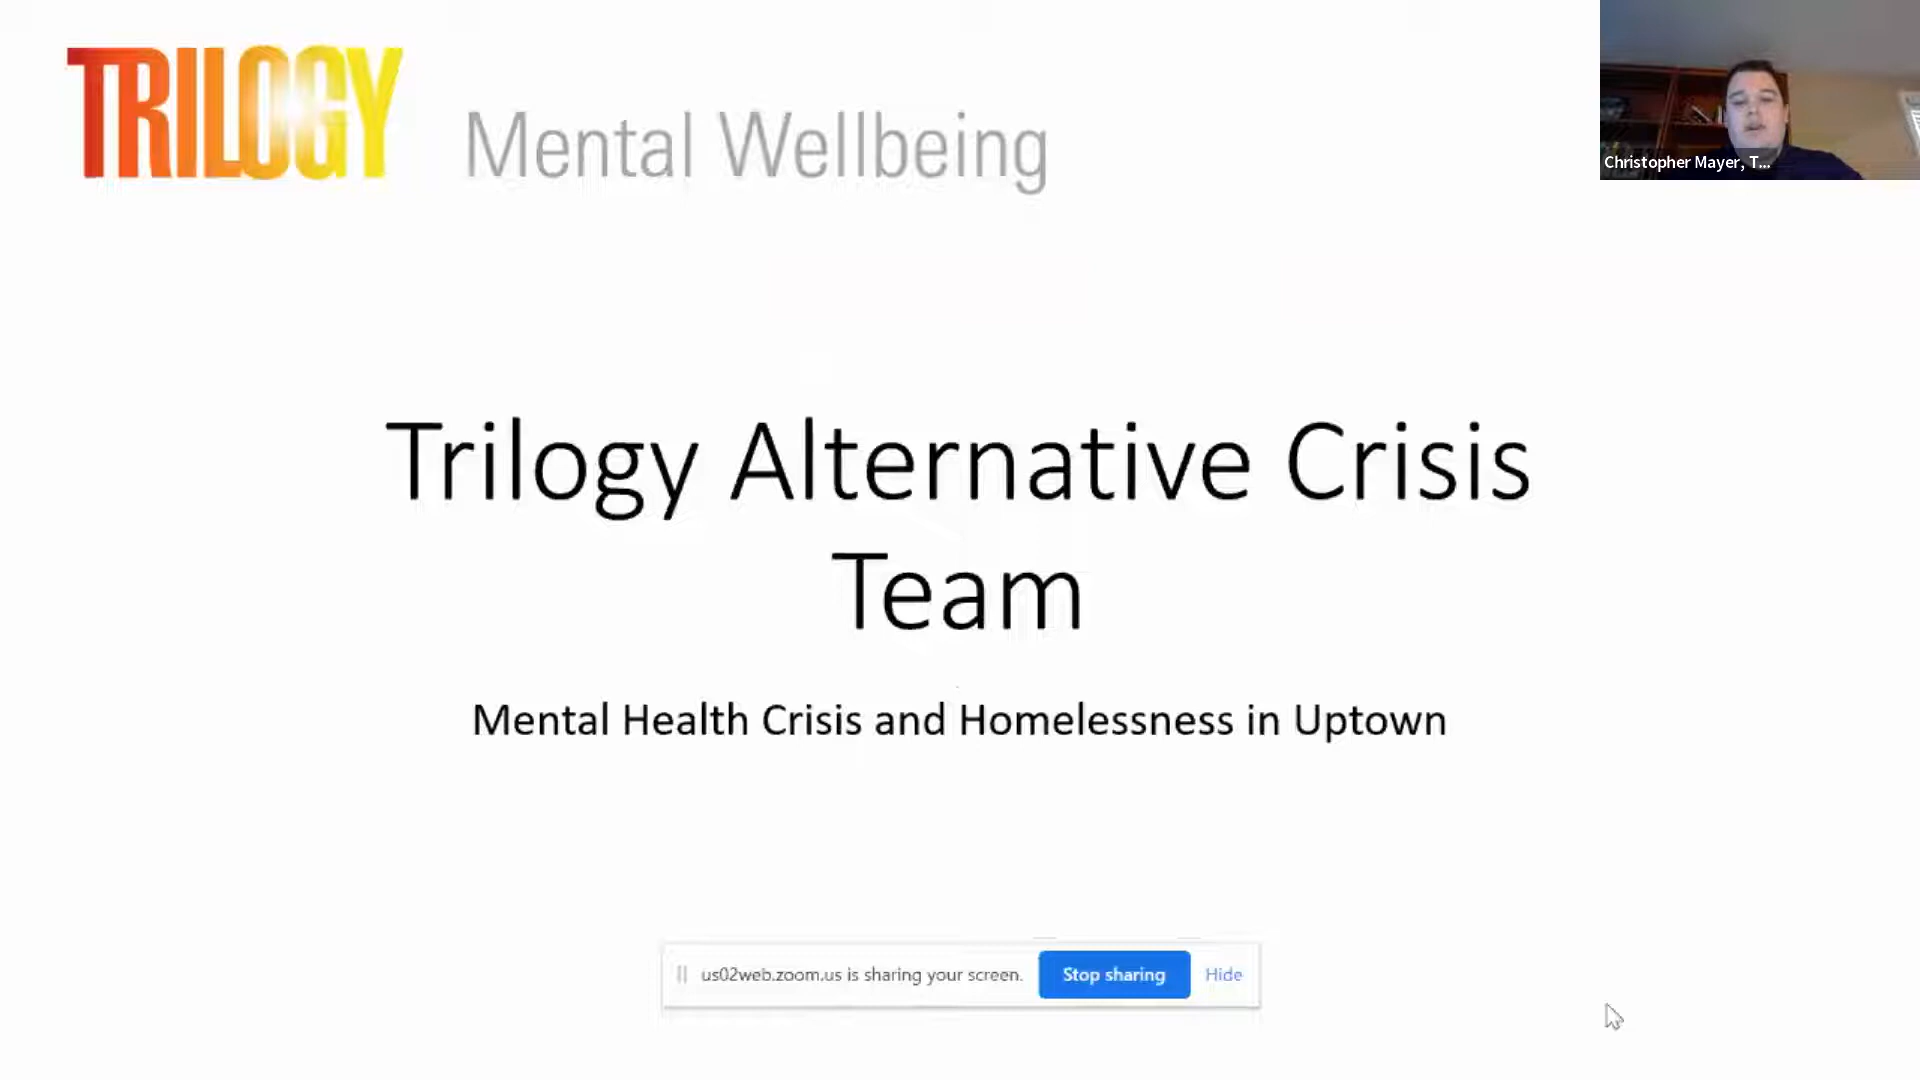 TRILOGY Mental Wellbeing
Christopher Mayer, T...
Trilogy Alternative Crisis
Team
Mental Health Crisis and Homelessness in Uptown
us02web.zoom.us is sharing your screen. Stop sharing Hide